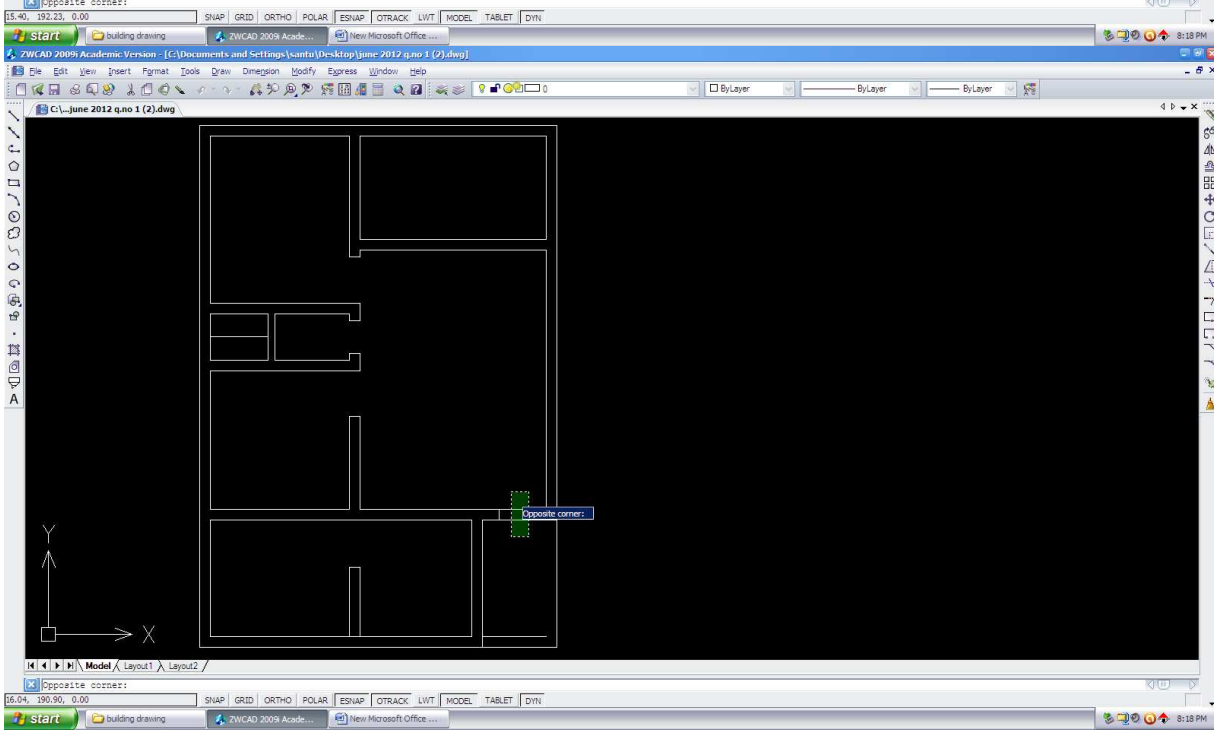 Opposite corner:
15.40, 192.23, 0.00 SNAP GRID ORTHO POLAR ESNAP OTRACK LWT MODEL TABLET DYN
start building drawing ZWCAD 2009i Acade... New Microsoft Office ... 8:18 PM
ZWCAD 2009i Academic Version - [C:\Documents and Settings\santu\Desktop\june 2012 q.no 1 (2).dwg]
File Edit View Insert Format Tools Draw Dimension Modify Express Window Help
0 ByLayer ByLayer ByLayer
C:\...june 2012 q.no 1 (2).dwg
A
Opposite corner:
Y
X
Model Layout1 Layout2
Opposite corner:
16.04, 190.90, 0.00 SNAP GRID ORTHO POLAR ESNAP OTRACK LWT MODEL TABLET DYN
start building drawing ZWCAD 2009i Acade... New Microsoft Office ... 8:18 PM